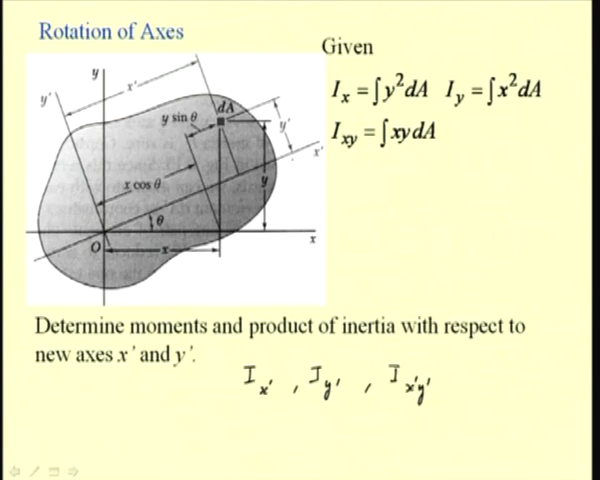 Rotation of Axes
Given
I_x = ∫y²dA I_y = ∫x²dA
I_xy = ∫xydA
y
y'
x'
dA
y sin θ
y'
x'
x cos θ
y
θ
O
x
x
Determine moments and product of inertia with respect to
new axes x' and y'.
I_x' , I_y' , I_x'y'